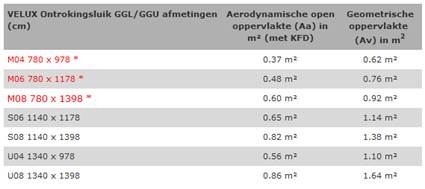 VELUX Ontrokingsluik GGL/GGU afmetingen (cm) Aerodynamische open oppervlakte (Aa) in m² (met KFD) Geometrische oppervlakte (Av) in m²
M04 780 x 978 * 0.37 m² 0.62 m²
M06 780 x 1178 * 0.48 m² 0.76 m²
M08 780 x 1398 * 0.60 m² 0.92 m²
S06 1140 x 1178 0.65 m² 1.14 m²
S08 1140 x 1398 0.82 m² 1.38 m²
U04 1340 x 978 0.56 m² 1.10 m²
U08 1340 x 1398 0.86 m² 1.64 m²